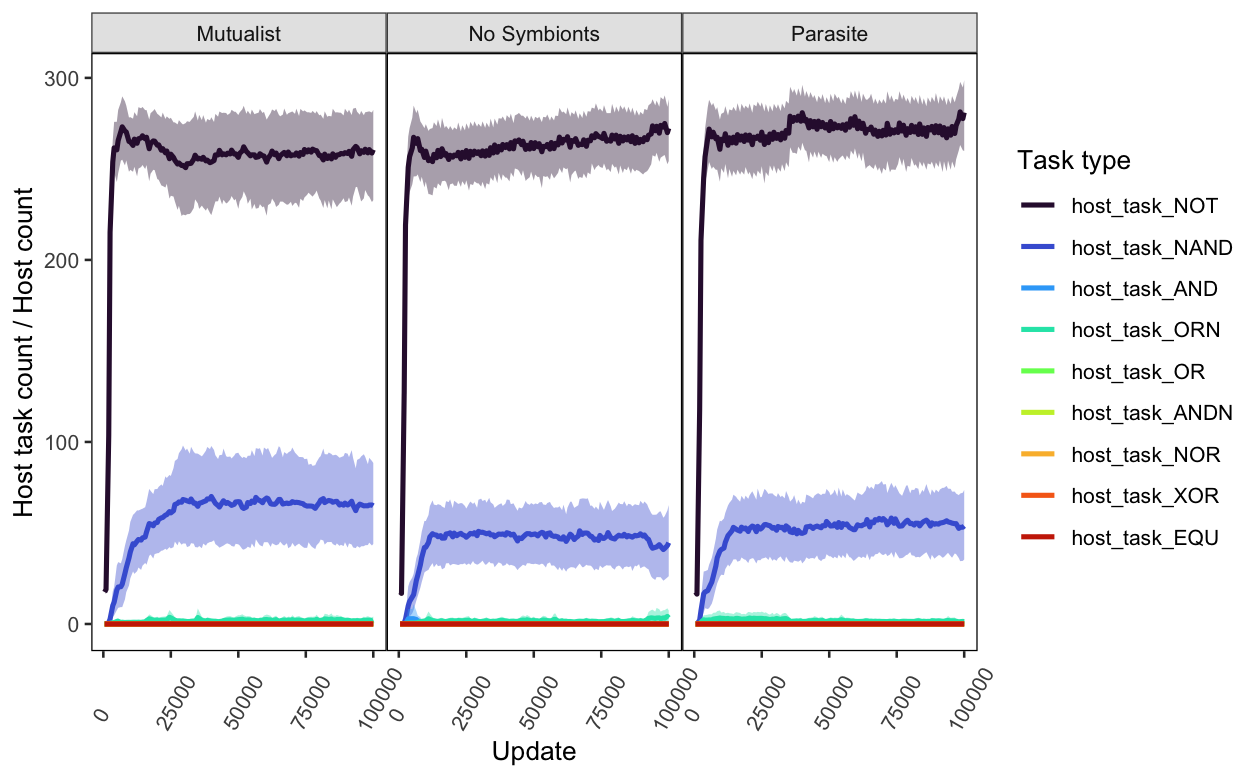 Mutualist
No Symbionts
Parasite
Host task count / Host count
300
200
100
0
0
25000
50000
75000
100000
0
25000
50000
75000
100000
0
25000
50000
75000
100000
Update
Task type
host_task_NOT
host_task_NAND
host_task_AND
host_task_ORN
host_task_OR
host_task_ANDN
host_task_NOR
host_task_XOR
host_task_EQU